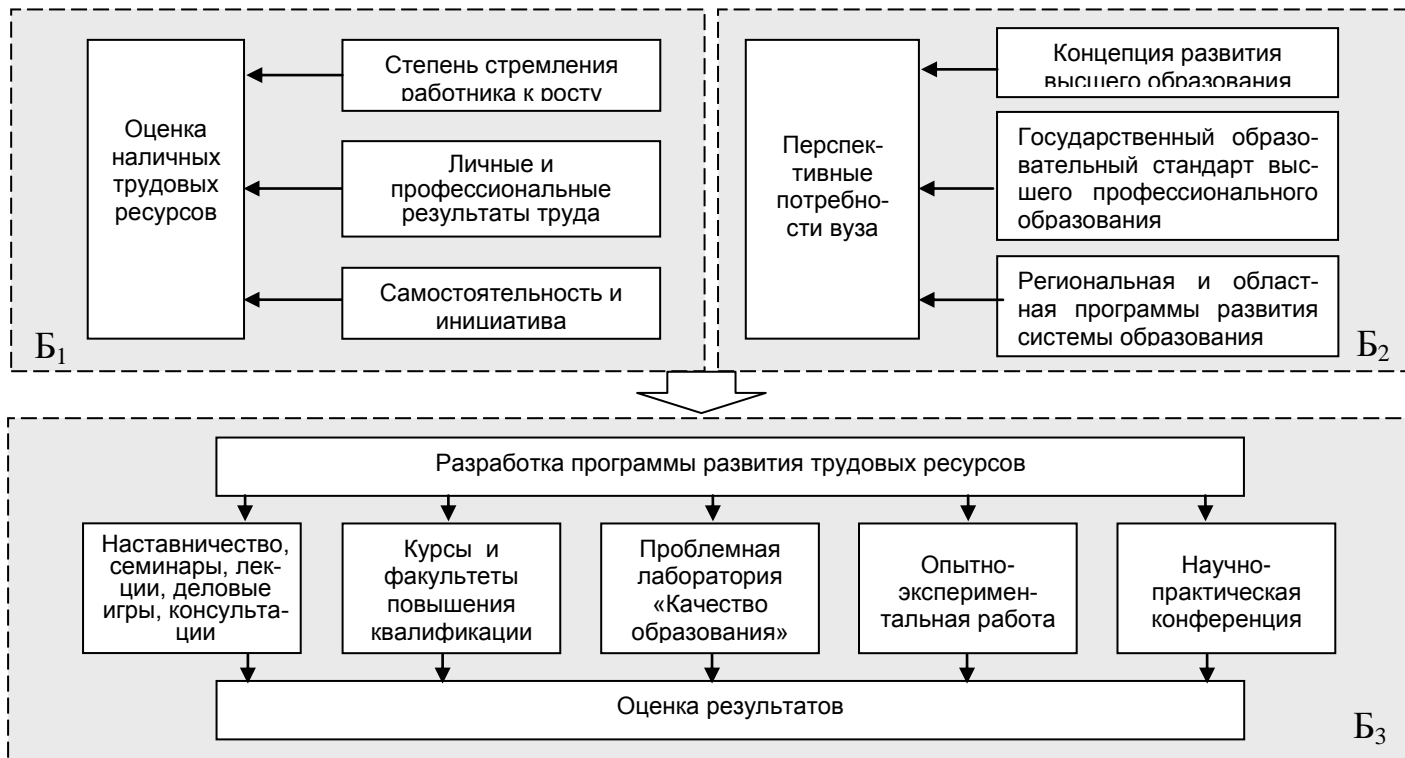 Оценка
наличных
трудовых
ресурсов
Степень стремления
работника к росту
Личные и
профессиональные
результаты труда
Самостоятельность и
инициатива
Б1
Перспек-
тивные
потребно-
сти вуза
Концепция развития
высшего образования
Государственный образо-
вательный стандарт выс-
шего профессионального
образования
Региональная и област-
ная программы развития
системы образования
Б2
Разработка программы развития трудовых ресурсов
Наставничество,
семинары, лек-
ции, деловые
игры, консульта-
ции
Курсы и
факультеты
повышения
квалификации
Проблемная
лаборатория
«Качество
образования»
Опытно-
эксперимен-
тальная работа
Научно-
практическая
конференция
Оценка результатов
Б3